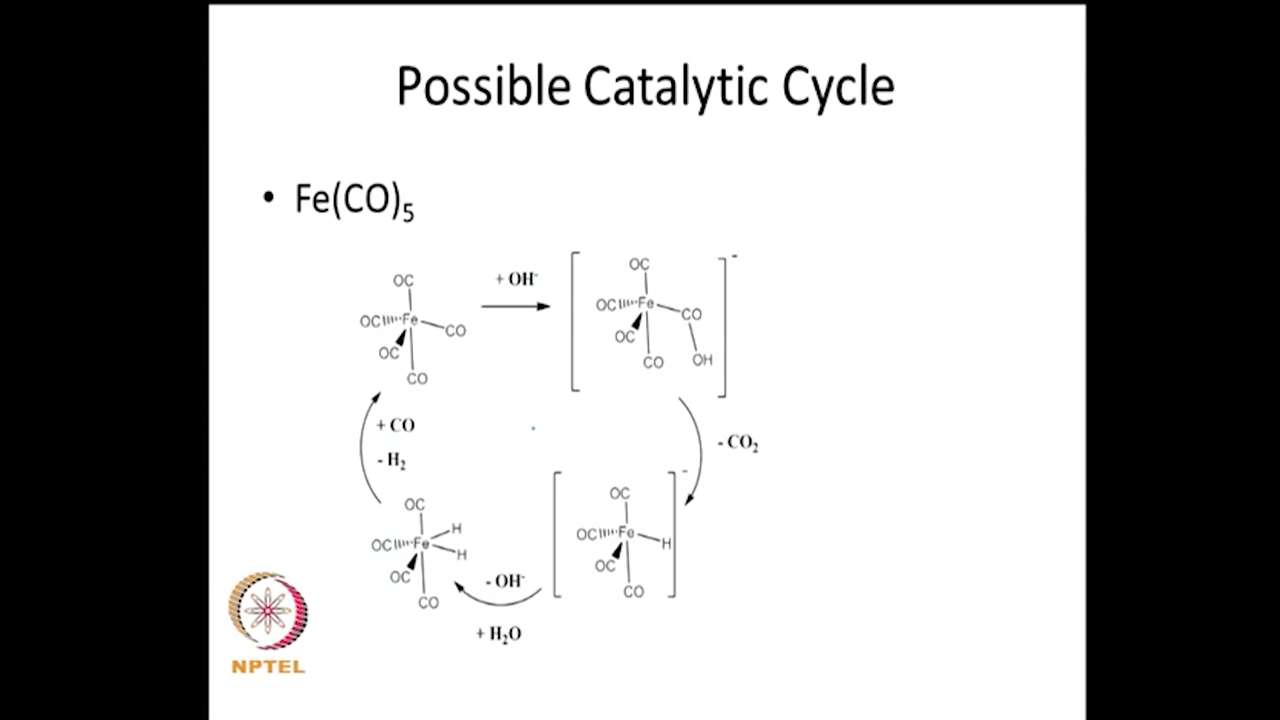 Possible Catalytic Cycle
• Fe(CO)₅
OC
OC Fe CO
OC
CO
+ OH⁻
OC
OC Fe CO
OC
CO OH
-
+ CO
- H₂
- CO₂
OC
OC Fe H
H
OC
CO
- OH⁻
+ H₂O
OC
OC Fe H
OC
CO
-
NPTEL